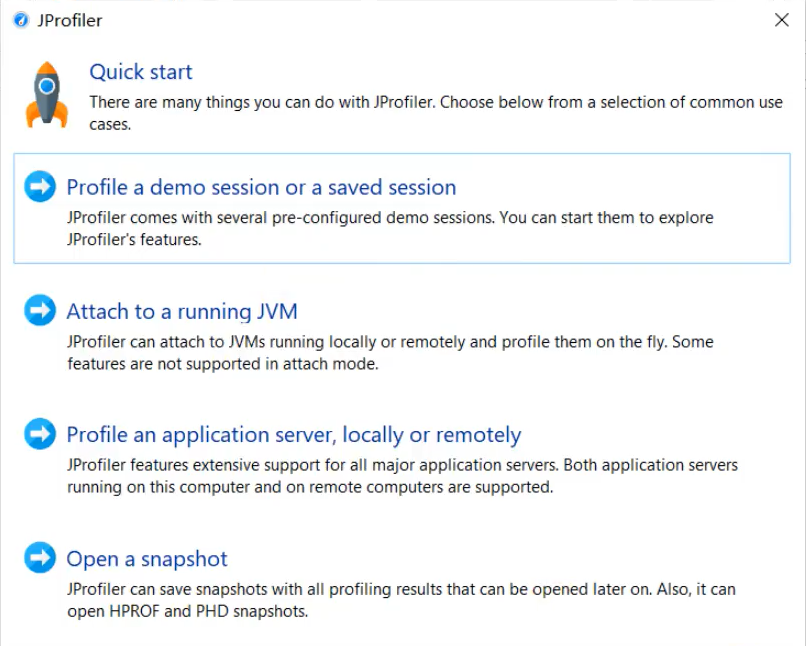 JProfiler
Quick start
There are many things you can do with JProfiler. Choose below from a selection of common use
cases.
Profile a demo session or a saved session
JProfiler comes with several pre-configured demo sessions. You can start them to explore
JProfiler's features.
Attach to a running JVM
JProfiler can attach to JVMs running locally or remotely and profile them on the fly. Some
features are not supported in attach mode.
Profile an application server, locally or remotely
JProfiler features extensive support for all major application servers. Both application servers
running on this computer and on remote computers are supported.
Open a snapshot
JProfiler can save snapshots with all profiling results that can be opened later on. Also, it can
open HPROF and PHD snapshots.